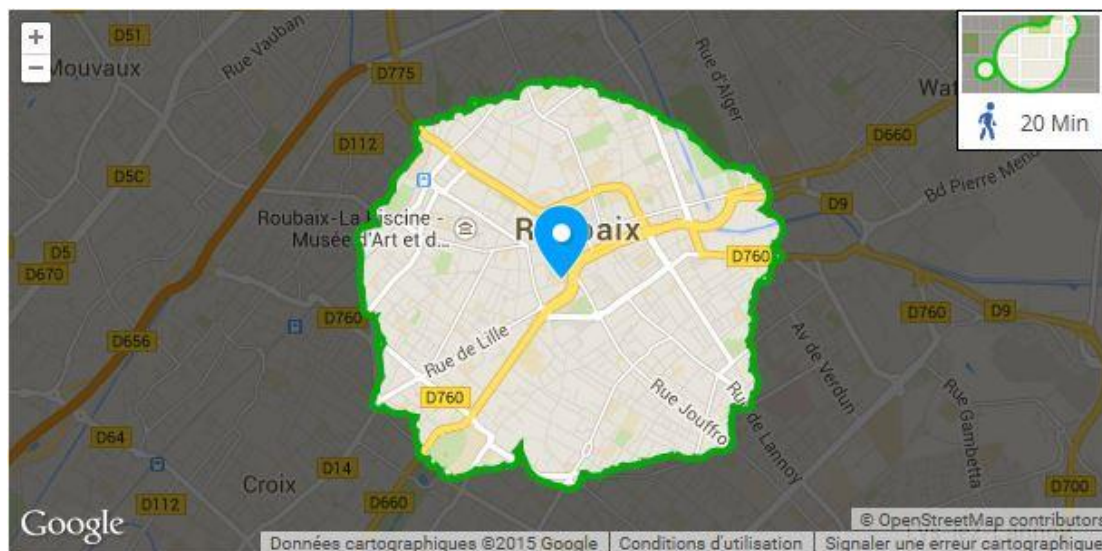 +
−
D51
Mouvaux
Rue Vauban
D775
Rue d'Alger
20 Min
D660
D112
D5C
Bd Pierre Mend
D9
Roubaix-La Piscine -
Musée d'Art et d...
Roubaix
D5
D670
D760
D760
D760
D9
D656
Rue de Lille
Av de Verdun
D760
Rue Jouffro
Rue de Lannoy
Rue Gambetta
D64
D14
Croix
D112
D660
D700
Google
© OpenStreetMap contributors
Données cartographiques ©2015 Google
Conditions d'utilisation
Signaler une erreur cartographique